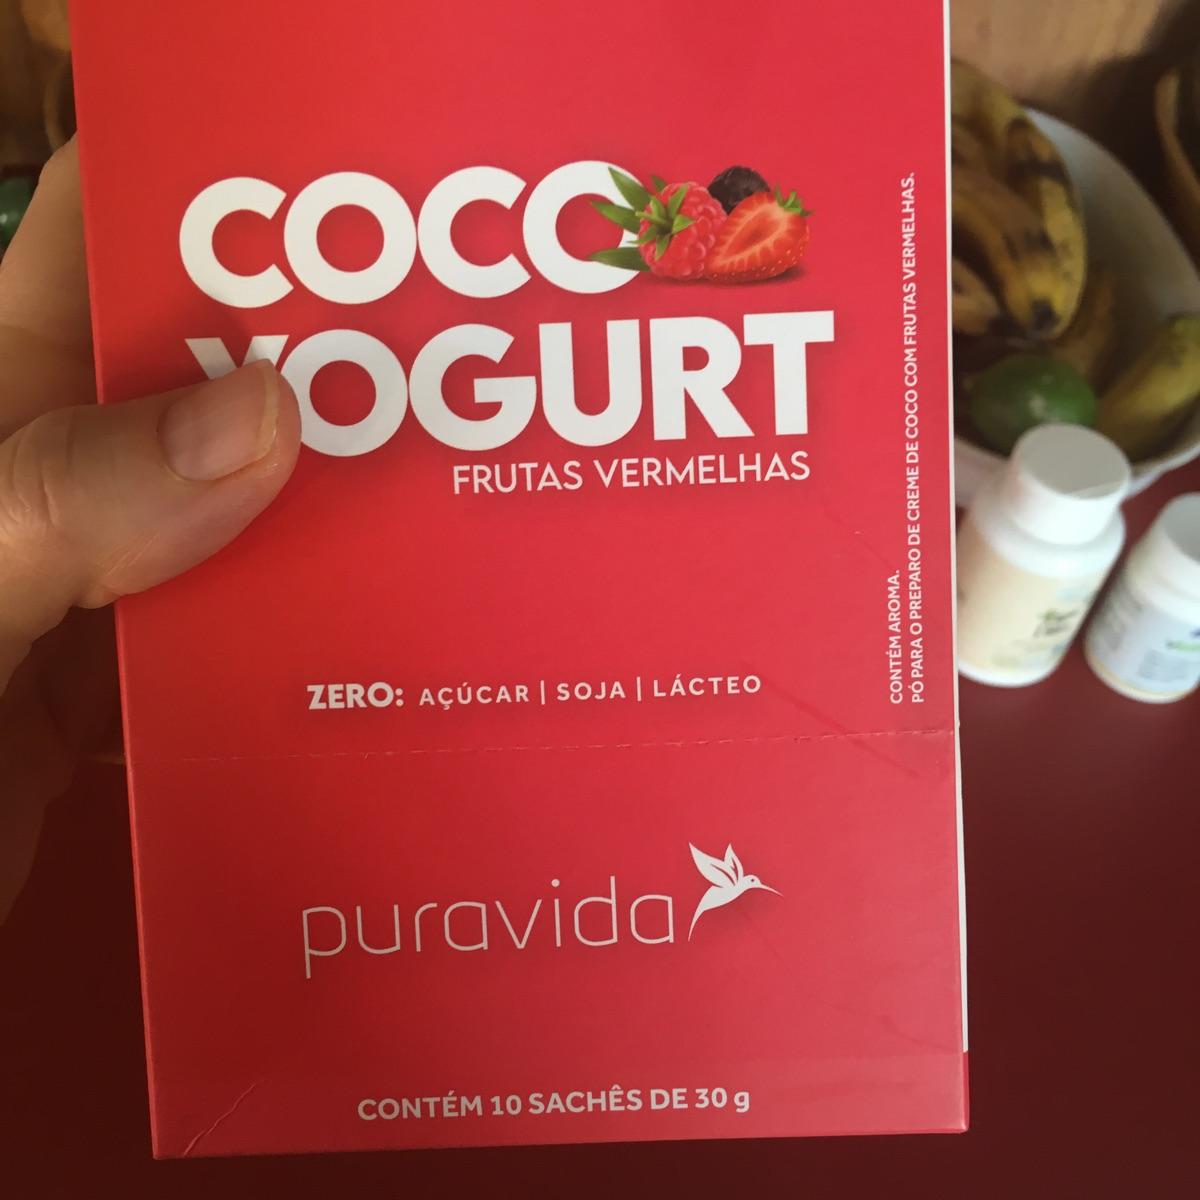 COCO
YOGURT
FRUTAS VERMELHAS
CONTÉM AROMA.
PÓ PARA O PREPARO DE CREME DE COCO COM FRUTAS VERMELHAS.
ZERO: AÇÚCAR | SOJA | LÁCTEO
puravida
CONTÉM 10 SACHÊS DE 30 g